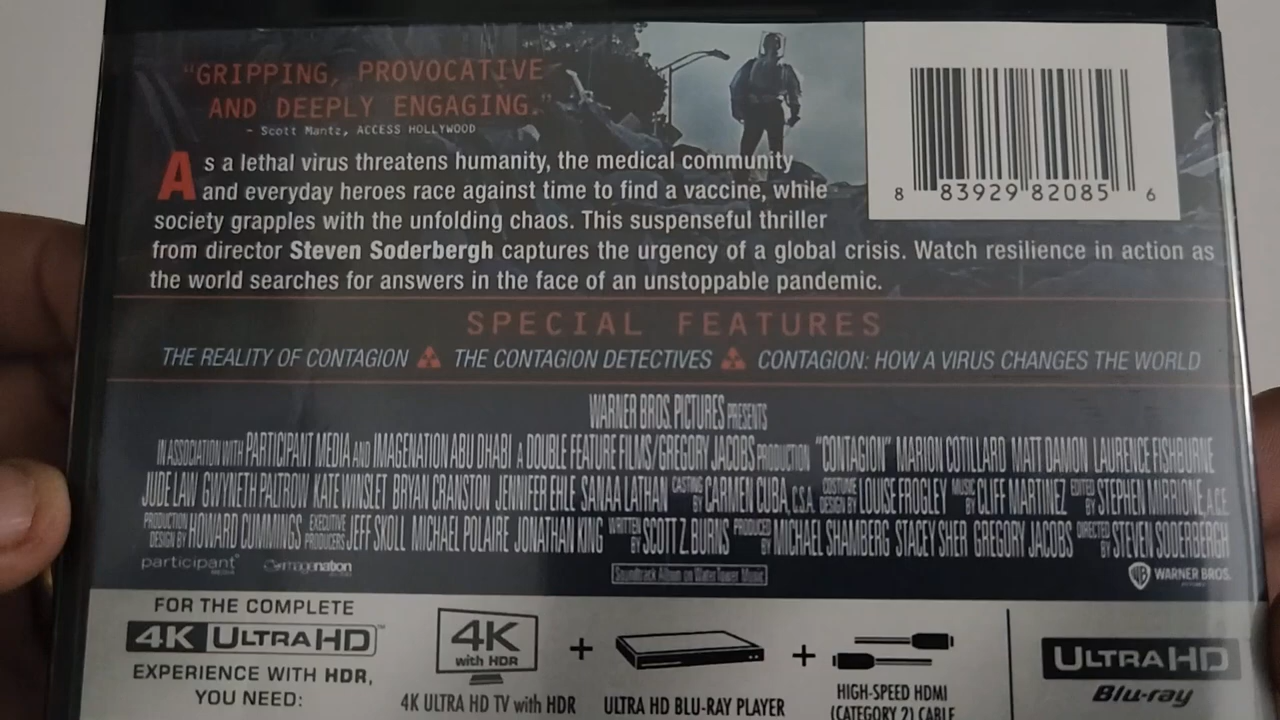 "GRIPPING, PROVOCATIVE
AND DEEPLY ENGAGING."
- Scott Mantz, ACCESS HOLLYWOOD
As a lethal virus threatens humanity, the medical community
and everyday heroes race against time to find a vaccine, while
society grapples with the unfolding chaos. This suspenseful thriller
from director Steven Soderbergh captures the urgency of a global crisis. Watch resilience in action as
the world searches for answers in the face of an unstoppable pandemic.
8 83929 82085 6
SPECIAL FEATURES
THE REALITY OF CONTAGION THE CONTAGION DETECTIVES CONTAGION: HOW A VIRUS CHANGES THE WORLD
WARNER BROS. PICTURES PRESENTS
IN ASSOCIATION WITH PARTICIPANT MEDIA AND IMAGENATION ABU DHABI A DOUBLE FEATURE FILMS/GREGORY JACOBS PRODUCTION "CONTAGION" MARION COTILLARD MATT DAMON LAURENCE FISHBURNE
JUDE LAW GWYNETH PALTROW KATE WINSLET BRYAN CRANSTON JENNIFER EHLE SANAA LATHAN CASTING BY CARMEN CUBA, C.S.A. COSTUME DESIGN BY LOUISE FROGLEY MUSIC BY CLIFF MARTINEZ EDITED BY STEPHEN MIRRIONE, A.C.E.
PRODUCTION DESIGN BY HOWARD CUMMINGS EXECUTIVE PRODUCERS JEFF SKOLL MICHAEL POLAIRE JONATHAN KING WRITTEN BY SCOTT Z. BURNS PRODUCED BY MICHAEL SHAMBERG STACEY SHER GREGORY JACOBS DIRECTED BY STEVEN SODERBERGH
participant MEDIA
Imagenation
Soundtrack Album on WaterTower Music
WB WARNER BROS.
FOR THE COMPLETE
4K ULTRA HD™
EXPERIENCE WITH HDR,
YOU NEED:
4K
with HDR
4K ULTRA HD TV with HDR
+
ULTRA HD BLU-RAY PLAYER
+
HIGH-SPEED HDMI
(CATEGORY 2) CABLE
ULTRA HD
Blu-ray